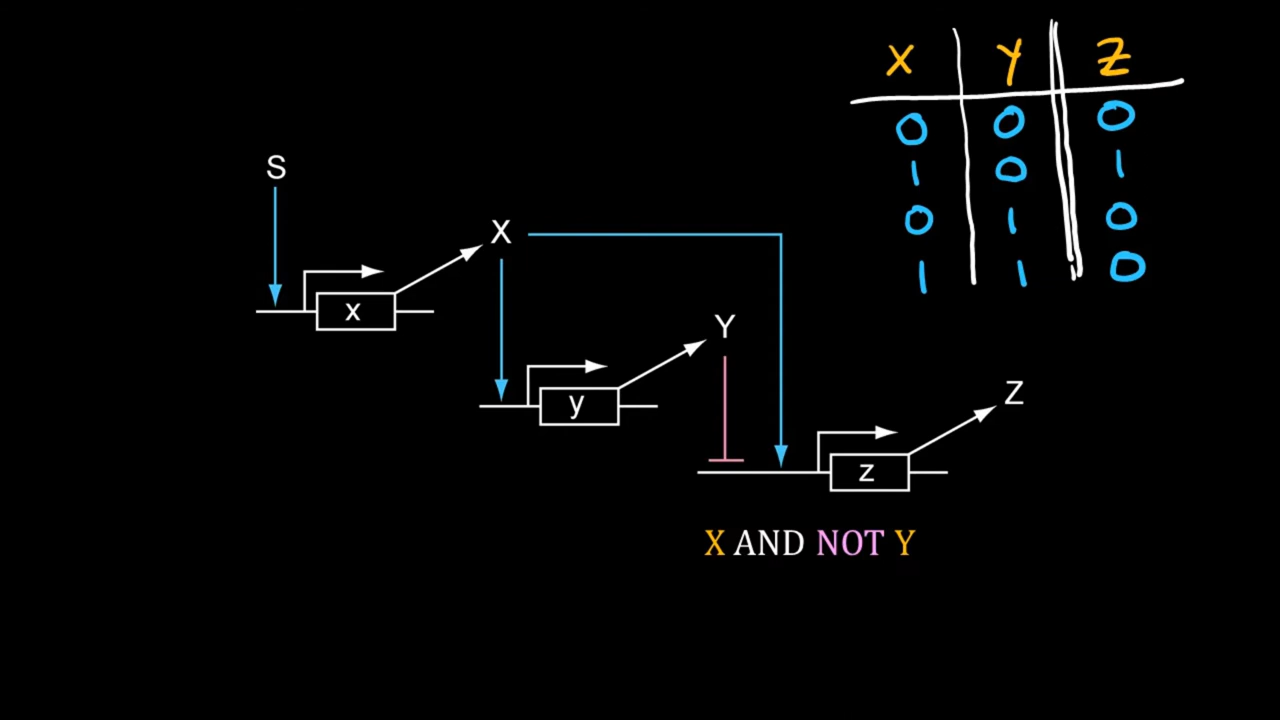 X Y Z
0 0 0
1 0 1
0 1 0
1 1 0
S
X
x
Y
y
Z
z
X AND NOT Y